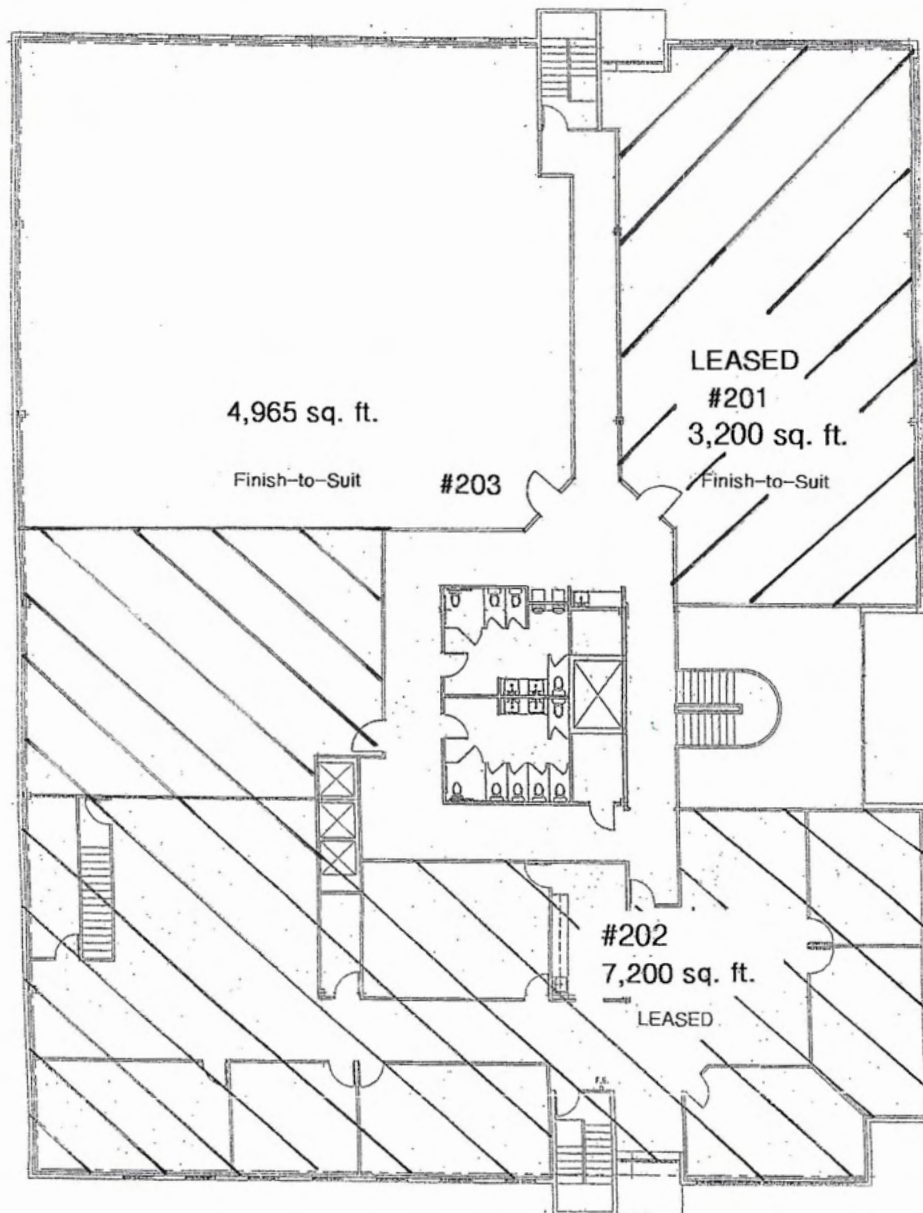 LEASED
#201
3,200 sq. ft.
Finish-to-Suit
4,965 sq. ft.
Finish-to-Suit
#203
#202
7,200 sq. ft.
LEASED